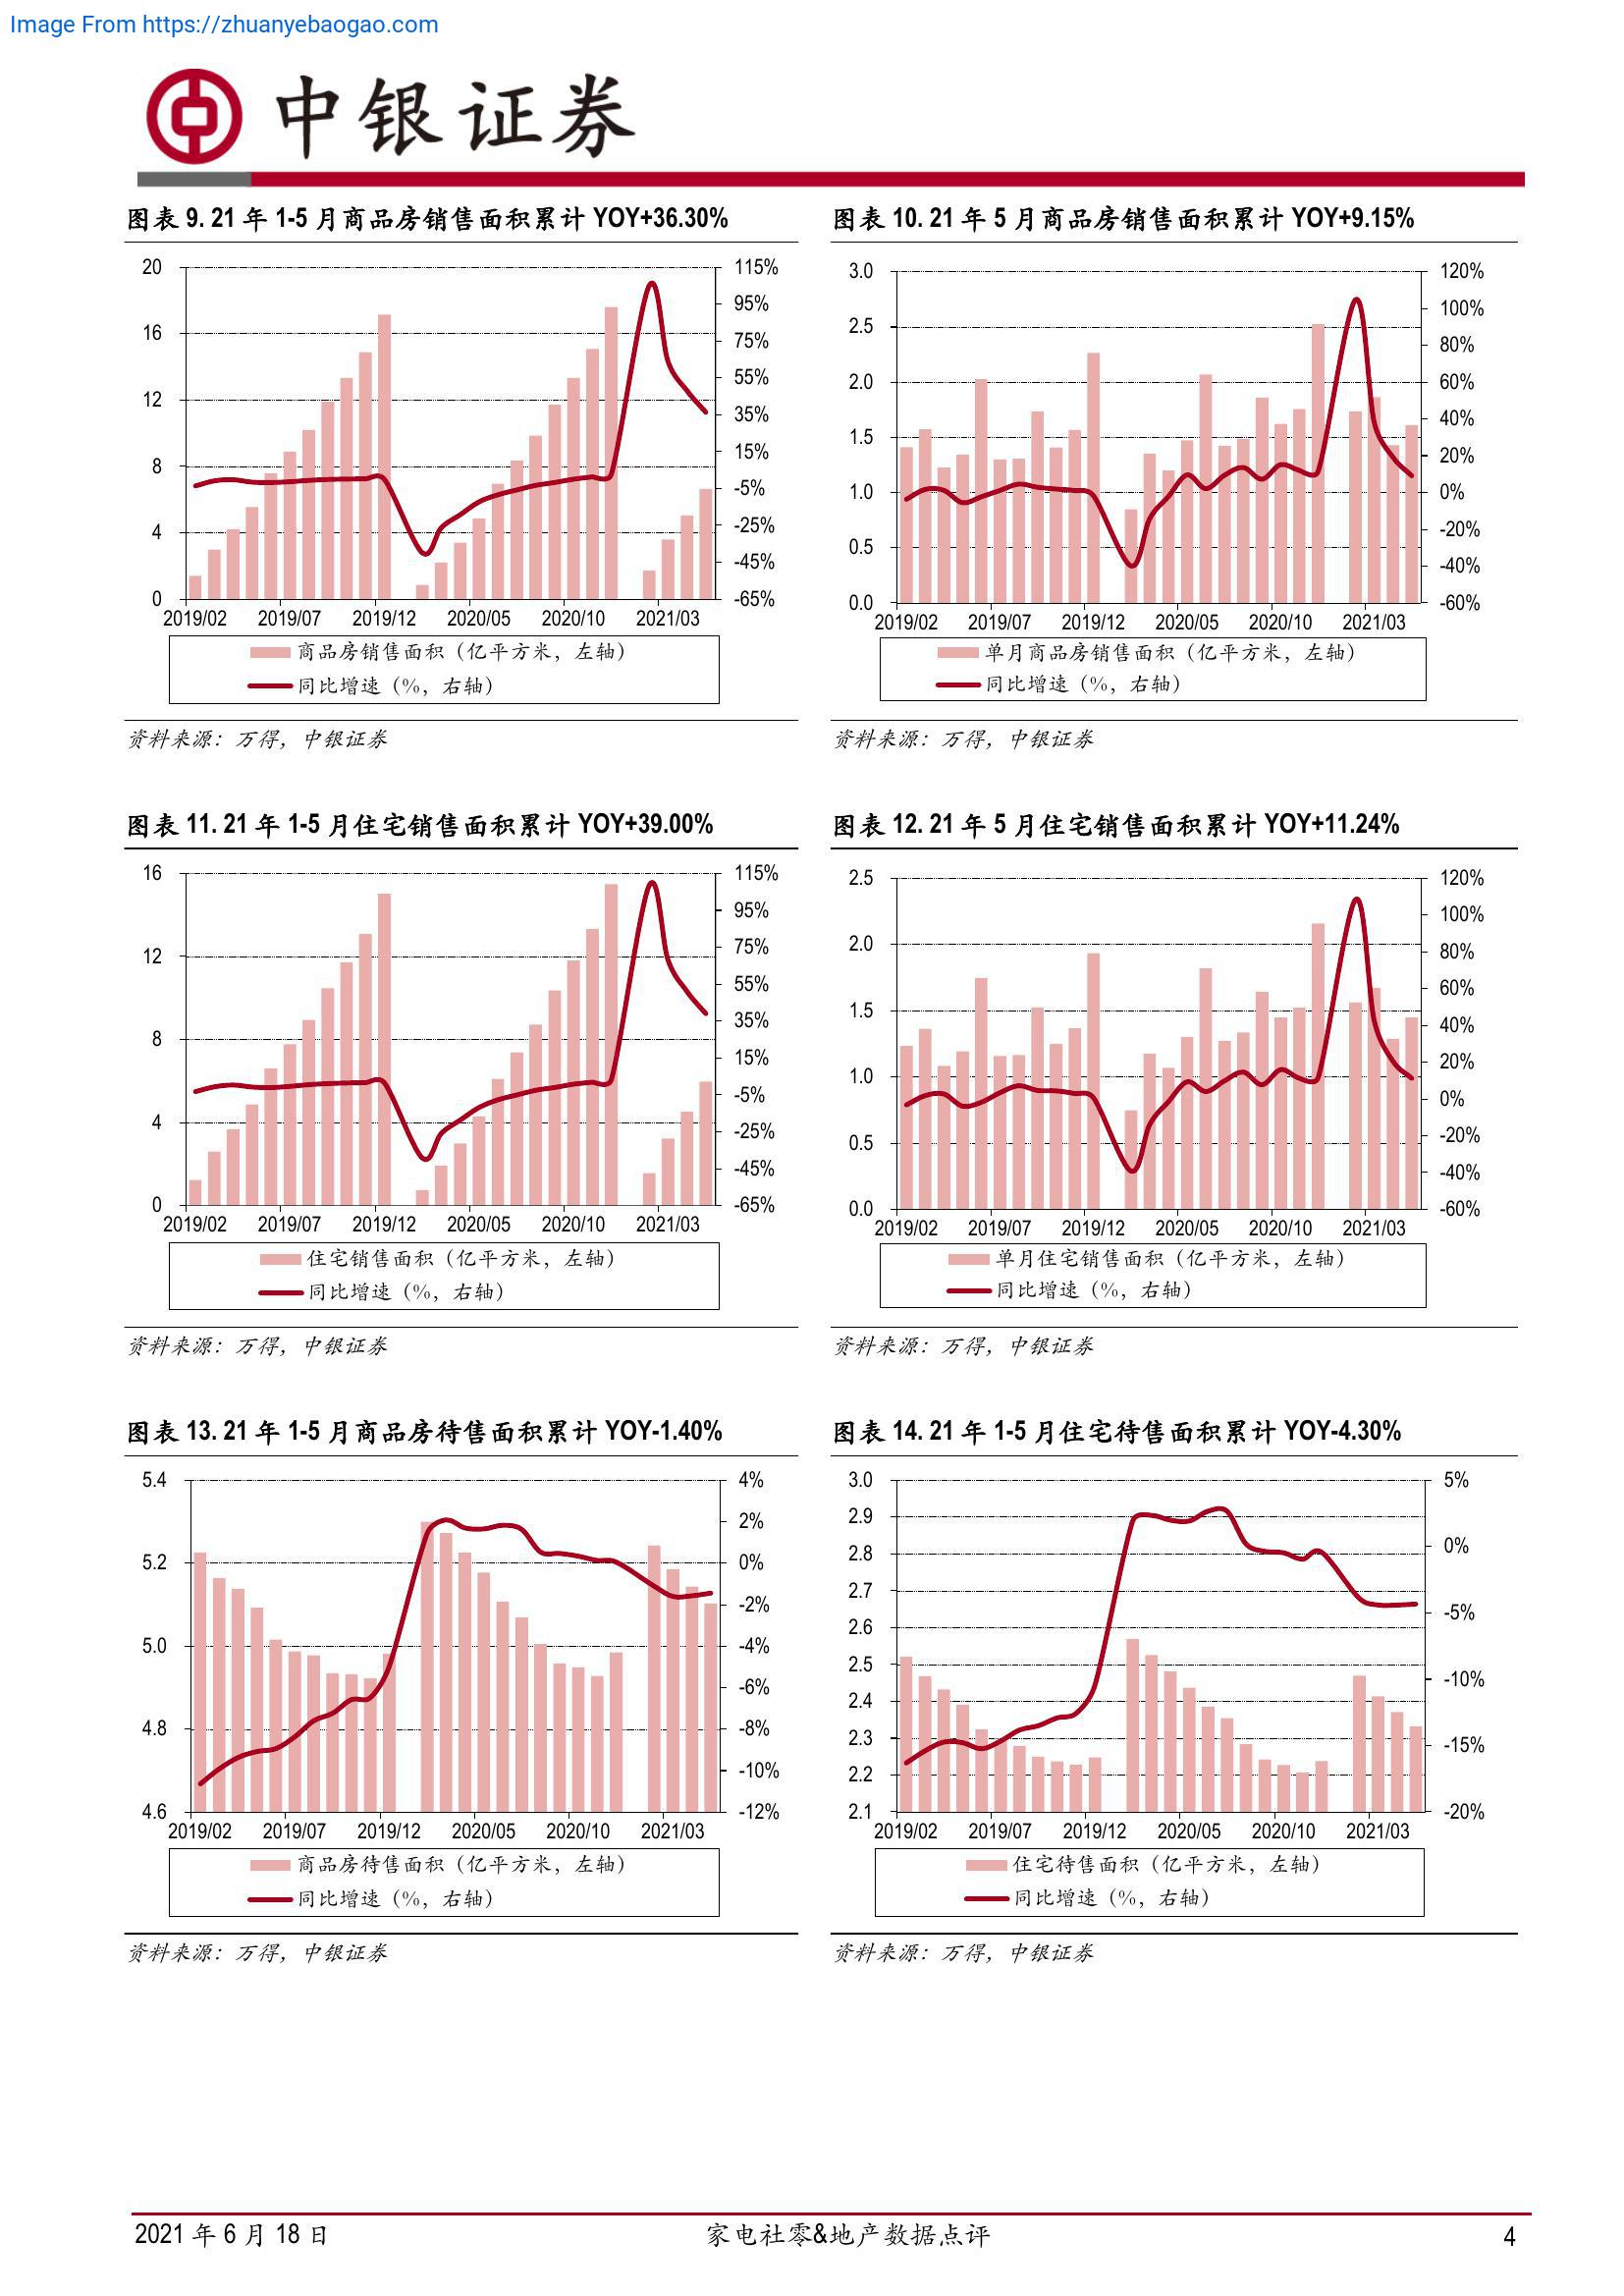 Image From https://zhuanyebaogao.com
中银证券
图表 9. 21 年 1-5 月商品房销售面积累计 YOY+36.30%
20
16
12
8
4
0
115%
95%
75%
55%
35%
15%
-5%
-25%
-45%
-65%
2019/02 2019/07 2019/12 2020/05 2020/10 2021/03
商品房销售面积（亿平方米，左轴）
同比增速（%，右轴）
资料来源：万得，中银证券
图表 10. 21 年 5 月商品房销售面积累计 YOY+9.15%
3.0
2.5
2.0
1.5
1.0
0.5
0.0
120%
100%
80%
60%
40%
20%
0%
-20%
-40%
-60%
2019/02 2019/07 2019/12 2020/05 2020/10 2021/03
单月商品房销售面积（亿平方米，左轴）
同比增速（%，右轴）
资料来源：万得，中银证券
图表 11. 21 年 1-5 月住宅销售面积累计 YOY+39.00%
16
12
8
4
0
115%
95%
75%
55%
35%
15%
-5%
-25%
-45%
-65%
2019/02 2019/07 2019/12 2020/05 2020/10 2021/03
住宅销售面积（亿平方米，左轴）
同比增速（%，右轴）
资料来源：万得，中银证券
图表 12. 21 年 5 月住宅销售面积累计 YOY+11.24%
2.5
2.0
1.5
1.0
0.5
0.0
120%
100%
80%
60%
40%
20%
0%
-20%
-40%
-60%
2019/02 2019/07 2019/12 2020/05 2020/10 2021/03
单月住宅销售面积（亿平方米，左轴）
同比增速（%，右轴）
资料来源：万得，中银证券
图表 13. 21 年 1-5 月商品房待售面积累计 YOY-1.40%
5.4
5.2
5.0
4.8
4.6
4%
2%
0%
-2%
-4%
-6%
-8%
-10%
-12%
2019/02 2019/07 2019/12 2020/05 2020/10 2021/03
商品房待售面积（亿平方米，左轴）
同比增速（%，右轴）
资料来源：万得，中银证券
图表 14. 21 年 1-5 月住宅待售面积累计 YOY-4.30%
3.0
2.9
2.8
2.7
2.6
2.5
2.4
2.3
2.2
2.1
5%
0%
-5%
-10%
-15%
-20%
2019/02 2019/07 2019/12 2020/05 2020/10 2021/03
住宅待售面积（亿平方米，左轴）
同比增速（%，右轴）
资料来源：万得，中银证券
2021 年 6 月 18 日 家电社零&地产数据点评 4